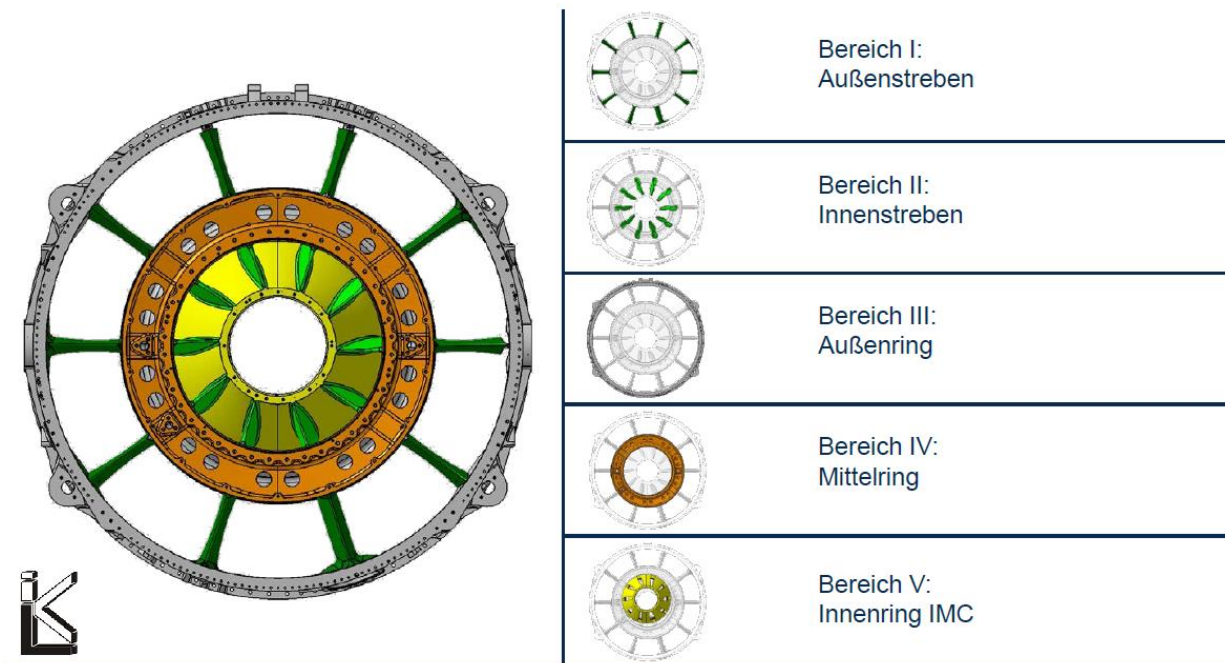 Bereich I:
Außenstreben
Bereich II:
Innenstreben
Bereich III:
Außenring
Bereich IV:
Mittelring
Bereich V:
Innenring IMC